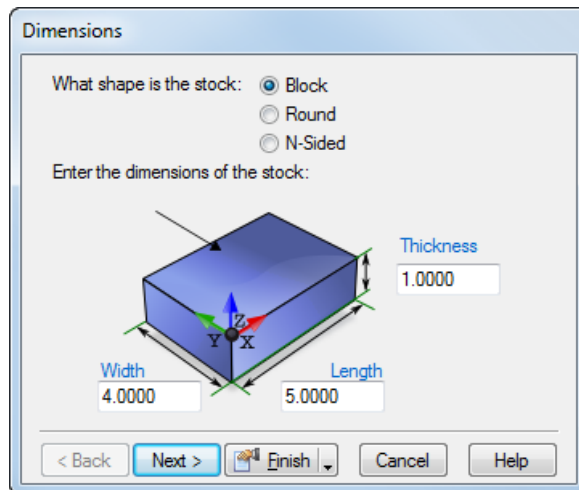 Dimensions
What shape is the stock: Block
Round
N-Sided
Enter the dimensions of the stock:
Thickness
1.0000
Z
Y X
Width Length
4.0000 5.0000
< Back Next > Finish Cancel Help